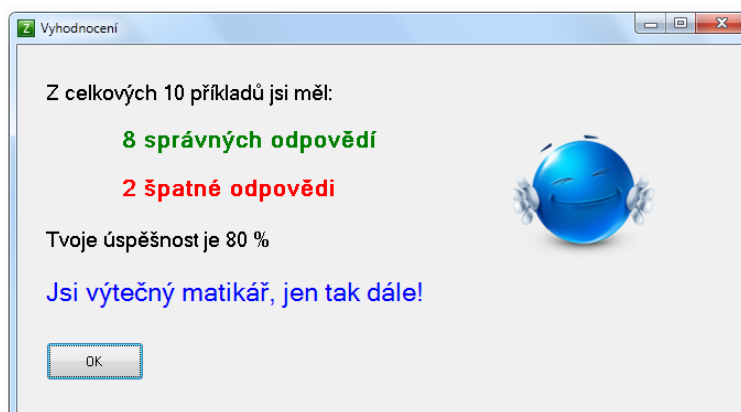 Z Vyhodnocení
Z celkových 10 příkladů jsi měl:
8 správných odpovědí
2 špatné odpovědi
Tvoje úspěšnost je 80 %
Jsi výtečný matikář, jen tak dále!
OK